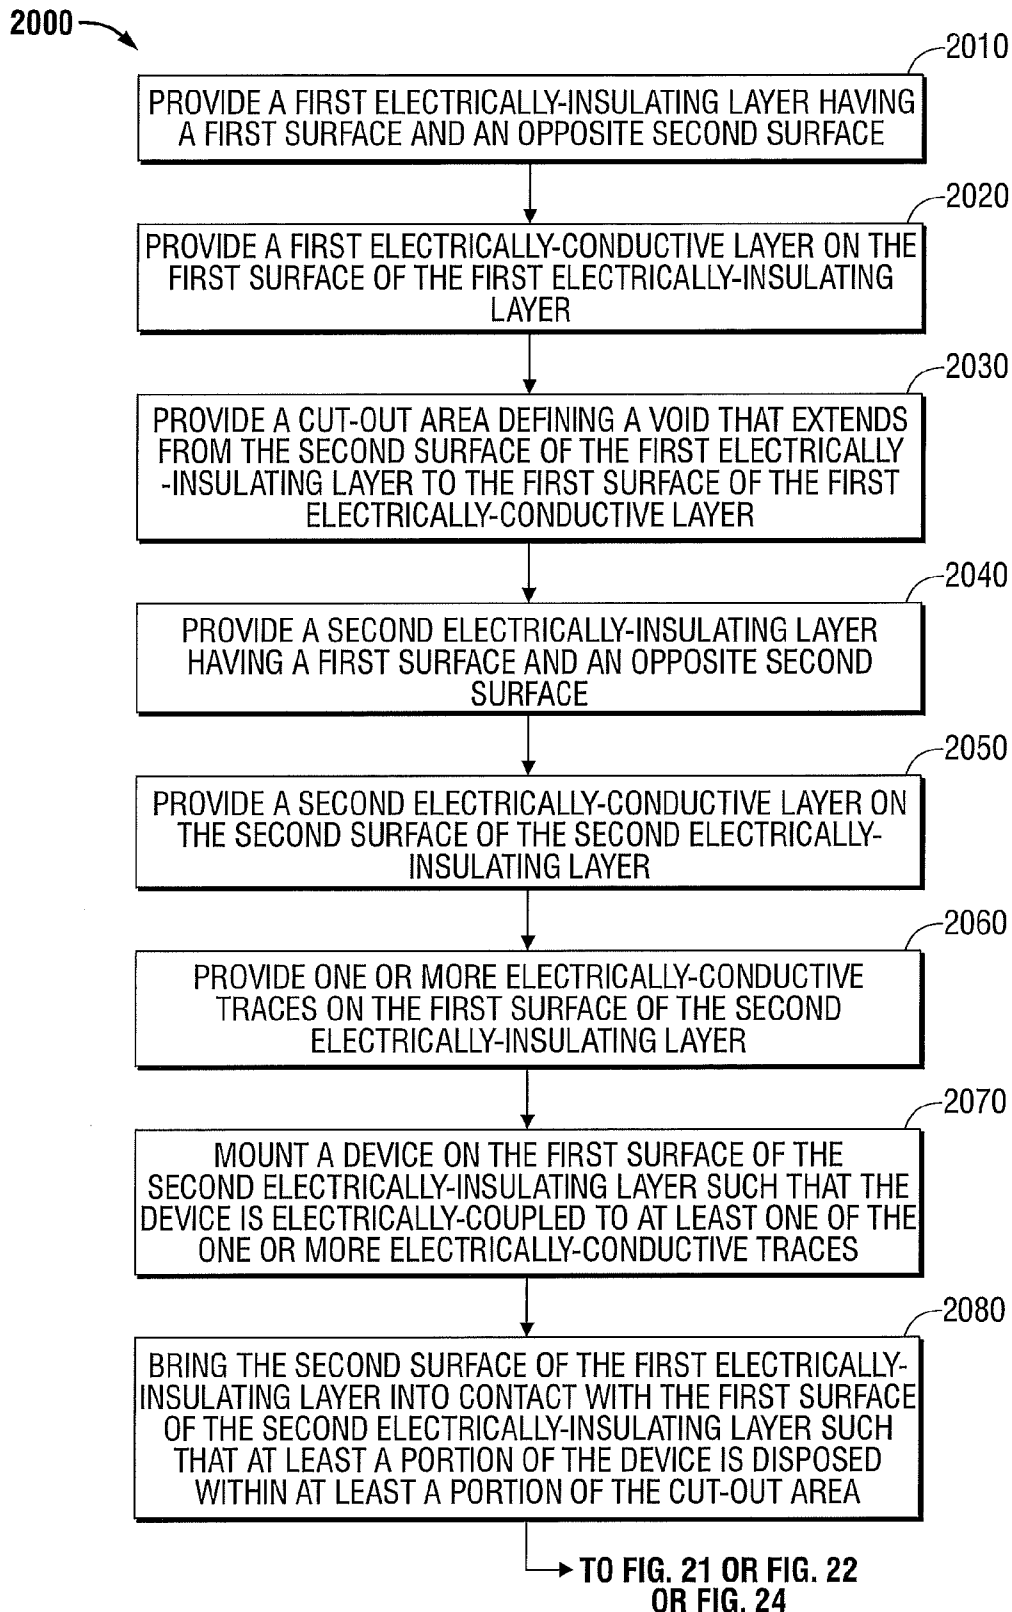 2000
2010
PROVIDE A FIRST ELECTRICALLY-INSULATING LAYER HAVING
A FIRST SURFACE AND AN OPPOSITE SECOND SURFACE
2020
PROVIDE A FIRST ELECTRICALLY-CONDUCTIVE LAYER ON THE
FIRST SURFACE OF THE FIRST ELECTRICALLY-INSULATING
LAYER
2030
PROVIDE A CUT-OUT AREA DEFINING A VOID THAT EXTENDS
FROM THE SECOND SURFACE OF THE FIRST ELECTRICALLY
-INSULATING LAYER TO THE FIRST SURFACE OF THE FIRST
ELECTRICALLY-CONDUCTIVE LAYER
2040
PROVIDE A SECOND ELECTRICALLY-INSULATING LAYER
HAVING A FIRST SURFACE AND AN OPPOSITE SECOND
SURFACE
2050
PROVIDE A SECOND ELECTRICALLY-CONDUCTIVE LAYER ON
THE SECOND SURFACE OF THE SECOND ELECTRICALLY-
INSULATING LAYER
2060
PROVIDE ONE OR MORE ELECTRICALLY-CONDUCTIVE
TRACES ON THE FIRST SURFACE OF THE SECOND
ELECTRICALLY-INSULATING LAYER
2070
MOUNT A DEVICE ON THE FIRST SURFACE OF THE
SECOND ELECTRICALLY-INSULATING LAYER SUCH THAT THE
DEVICE IS ELECTRICALLY-COUPLED TO AT LEAST ONE OF THE
ONE OR MORE ELECTRICALLY-CONDUCTIVE TRACES
2080
BRING THE SECOND SURFACE OF THE FIRST ELECTRICALLY-
INSULATING LAYER INTO CONTACT WITH THE FIRST SURFACE
OF THE SECOND ELECTRICALLY-INSULATING LAYER SUCH
THAT AT LEAST A PORTION OF THE DEVICE IS DISPOSED
WITHIN AT LEAST A PORTION OF THE CUT-OUT AREA
TO FIG. 21 OR FIG. 22
OR FIG. 24